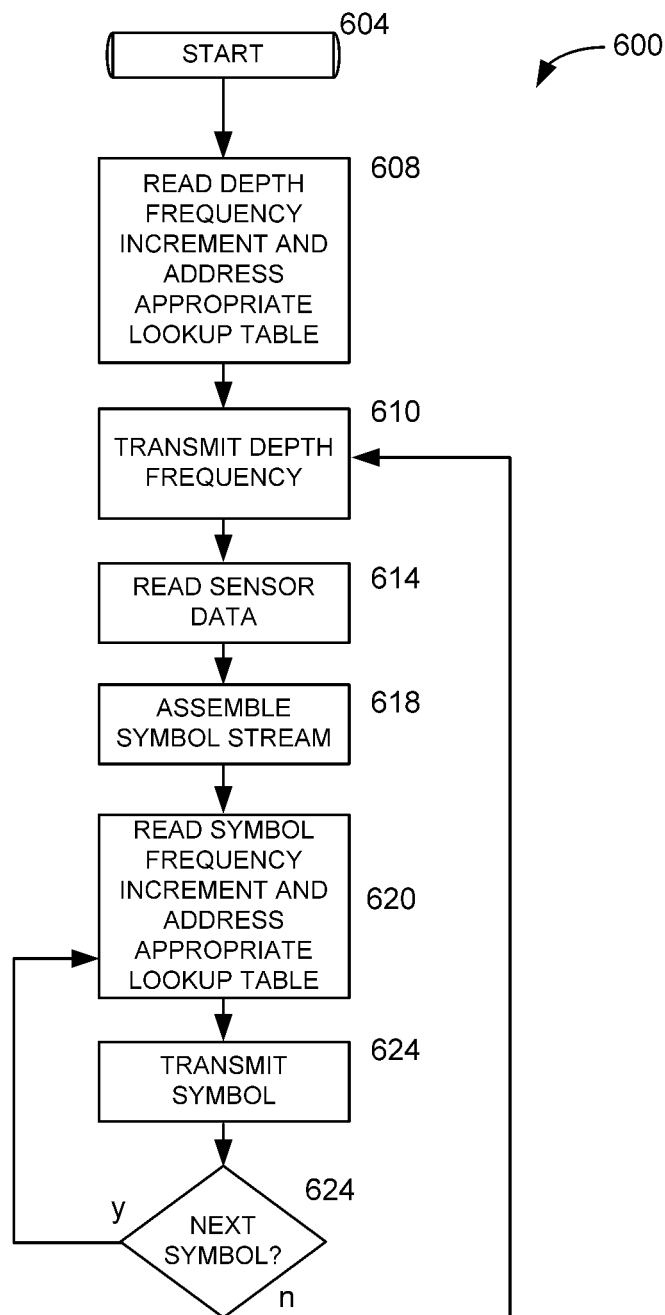 604
START
600
608
READ DEPTH
FREQUENCY
INCREMENT AND
ADDRESS
APPROPRIATE
LOOKUP TABLE
610
TRANSMIT DEPTH
FREQUENCY
614
READ SENSOR
DATA
618
ASSEMBLE
SYMBOL STREAM
READ SYMBOL
FREQUENCY
INCREMENT AND
ADDRESS
APPROPRIATE
LOOKUP TABLE
620
624
TRANSMIT
SYMBOL
624
y
NEXT
SYMBOL?
n